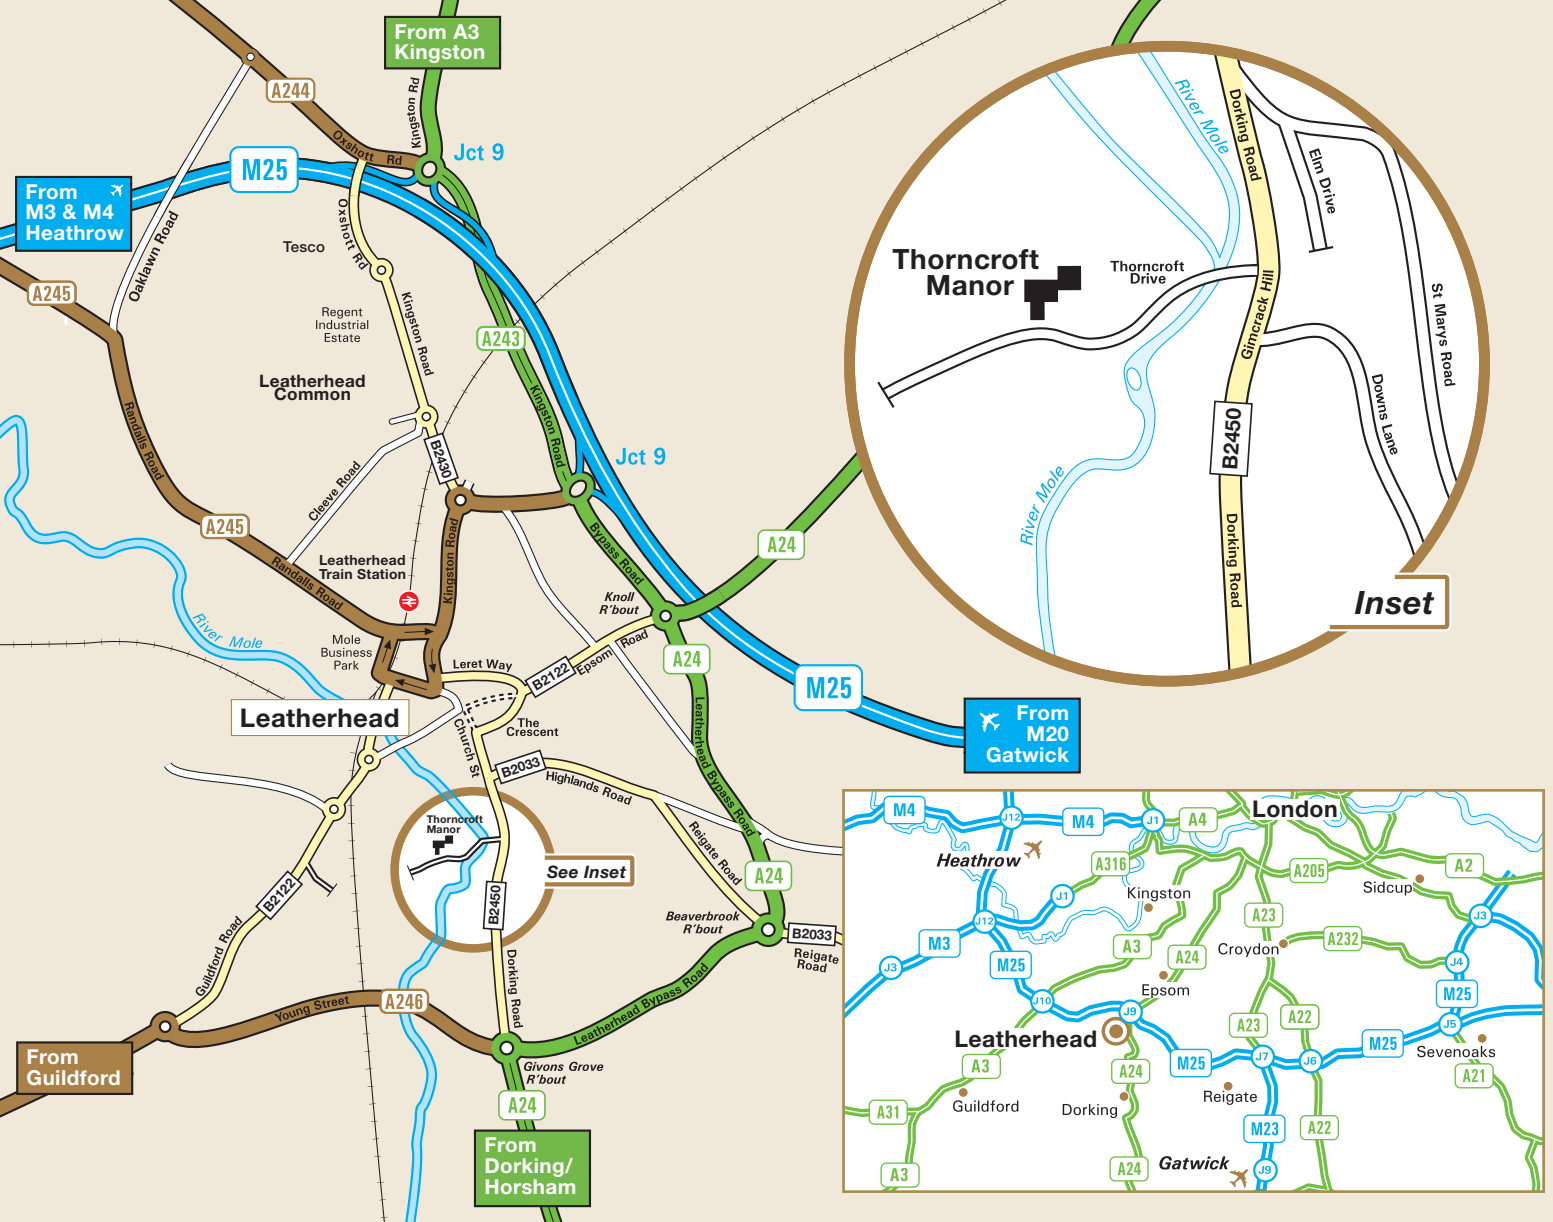 From A3
Kingston
A244
Kingston Rd
Oxshott Rd
Jct 9
M25
From
M3 & M4
Heathrow
Oaklawn Road
Oxshott Rd
Tesco
A245
Regent
Industrial
Estate
Kingston Road
A243
Leatherhead
Common
Kingston Road
Randalls Road
B2430
Jct 9
Cleeve Road
A245
Bypass Road
A24
Leatherhead
Train Station
Randalls Road
Kingston Road
Knoll
R'bout
River Mole
Mole
Business
Park
Leret Way
B2122
Epsom Road
A24
M25
Leatherhead
Church St
The
Crescent
Leatherhead Bypass Road
From
M20
Gatwick
B2033
Highlands Road
Thorncroft
Manor
Reigate Road
See Inset
A24
B2122
B2450
Beaverbrook
R'bout
B2033
Reigate
Road
Guildford Road
Dorking Road
Young Street
A246
Leatherhead Bypass Road
From
Guildford
Givons Grove
R'bout
A24
From
Dorking/
Horsham
River Mole
Dorking Road
Elm Drive
Thorncroft
Manor
Thorncroft
Drive
Gimcrack Hill
St Marys Road
Downs Lane
B2450
River Mole
Dorking Road
Inset
M4
J12
M4
J1
A4
London
Heathrow
A316
A205
A2
Sidcup
J1
Kingston
J12
A23
J3
M3
A3
Croydon
A232
J3
M25
A24
J4
Epsom
M25
J10
J9
A23
A22
J5
Leatherhead
M25
J7
J6
M25
Sevenoaks
A3
A24
A21
Guildford
Dorking
Reigate
A31
M23
A22
A3
A24
Gatwick
J9